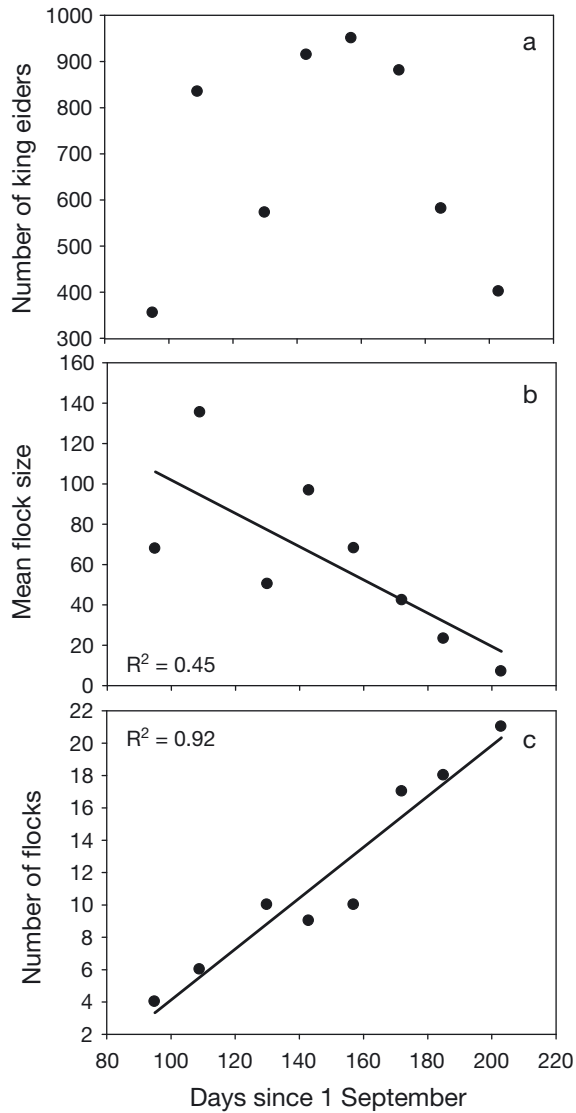 1000
900
800
700
600
500
400
300
Number of king eiders
a
160
140
120
100
80
60
40
20
0
Mean flock size
b
R² = 0.45
22
20
18
16
14
12
10
8
6
4
2
Number of flocks
R² = 0.92
c
80 100 120 140 160 180 200 220
Days since 1 September